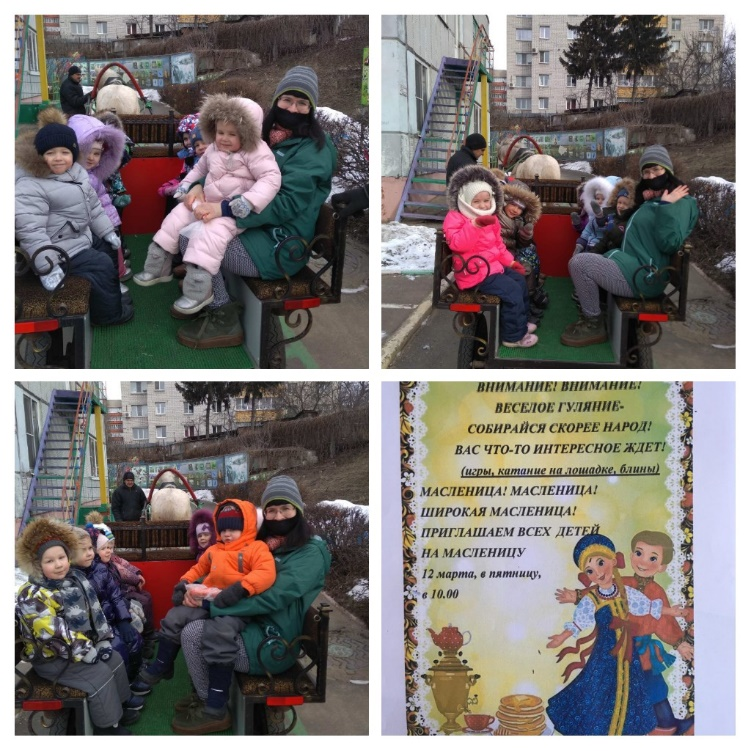 ВНИМАНИЕ! ВНИМАНИЕ!
ВЕСЕЛОЕ ГУЛЯНИЕ-
СОБИРАЙСЯ СКОРЕЕ НАРОД!
ВАС ЧТО-ТО ИНТЕРЕСНОЕ ЖДЕТ!
(игры, катание на лошадке, блины)
МАСЛЕНИЦА! МАСЛЕНИЦА!
ШИРОКАЯ МАСЛЕНИЦА!
ПРИГЛАШАЕМ ВСЕХ ДЕТЕЙ
НА МАСЛЕНИЦУ
12 марта, в пятницу,
в 10.00